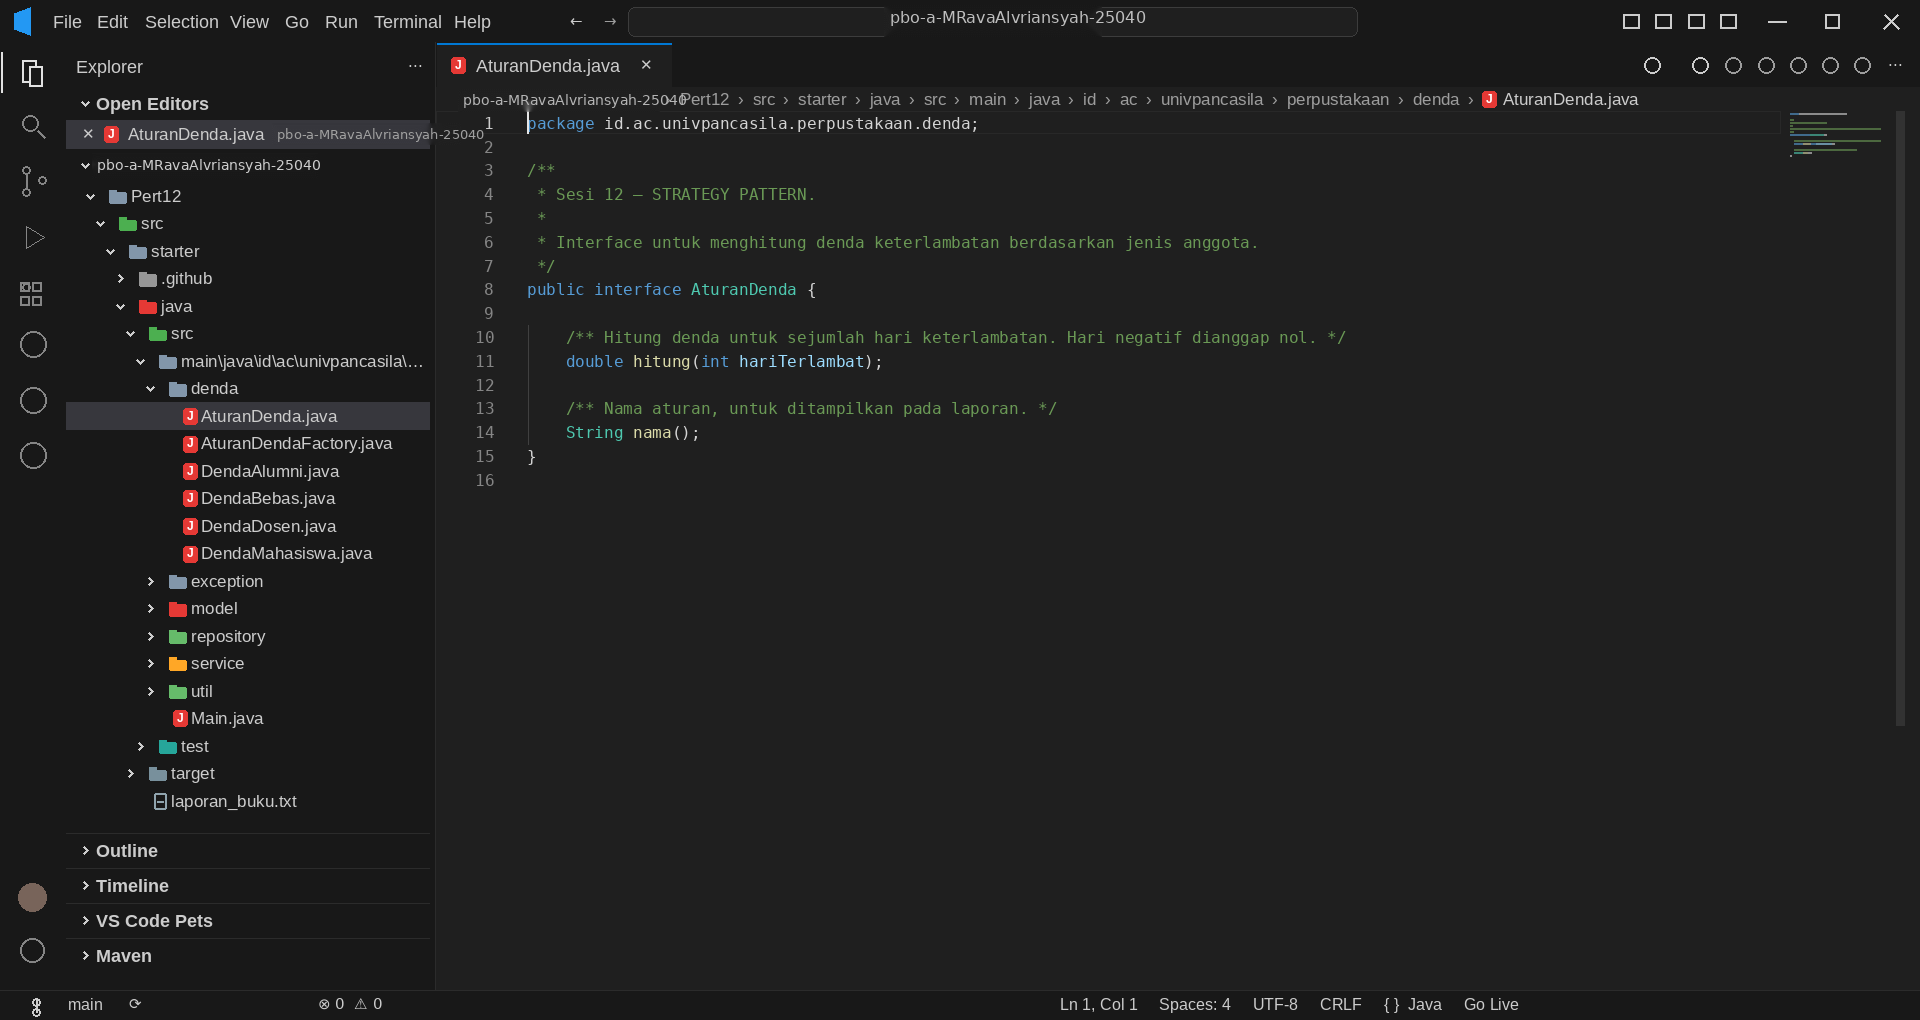 File Edit Selection View Go Run Terminal Help ← → pbo-a-MRavaAlvriansyah-25040
Explorer ···
Open Editors
✕ J AturanDenda.java pbo-a-MRavaAlvriansyah-25040
pbo-a-MRavaAlvriansyah-25040
Pert12
src
starter
.github
java
src
main\java\id\ac\univpancasila\...
denda
J AturanDenda.java
J AturanDendaFactory.java
J DendaAlumni.java
J DendaBebas.java
J DendaDosen.java
J DendaMahasiswa.java
exception
model
repository
service
util
J Main.java
test
target
laporan_buku.txt
Outline
Timeline
VS Code Pets
Maven
J AturanDenda.java ✕ ···
pbo-a-MRavaAlvriansyah-25040 › Pert12 › src › starter › java › src › main › java › id › ac › univpancasila › perpustakaan › denda › J AturanDenda.java
1 package id.ac.univpancasila.perpustakaan.denda;
2
3 /**
4  * Sesi 12 — STRATEGY PATTERN.
5  *
6  * Interface untuk menghitung denda keterlambatan berdasarkan jenis anggota.
7  */
8 public interface AturanDenda {
9
10     /** Hitung denda untuk sejumlah hari keterlambatan. Hari negatif dianggap nol. */
11     double hitung(int hariTerlambat);
12
13     /** Nama aturan, untuk ditampilkan pada laporan. */
14     String nama();
15 }
16
main ⟳ ⊗ 0 ⚠ 0 Ln 1, Col 1 Spaces: 4 UTF-8 CRLF { } Java Go Live